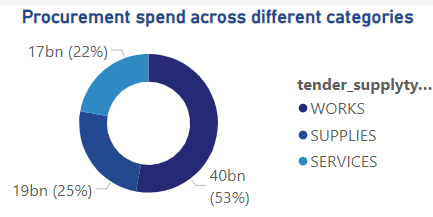 Procurement spend across different categories
17bn (22%)
tender_supplyty...
WORKS
SUPPLIES
SERVICES
19bn (25%)
40bn
(53%)